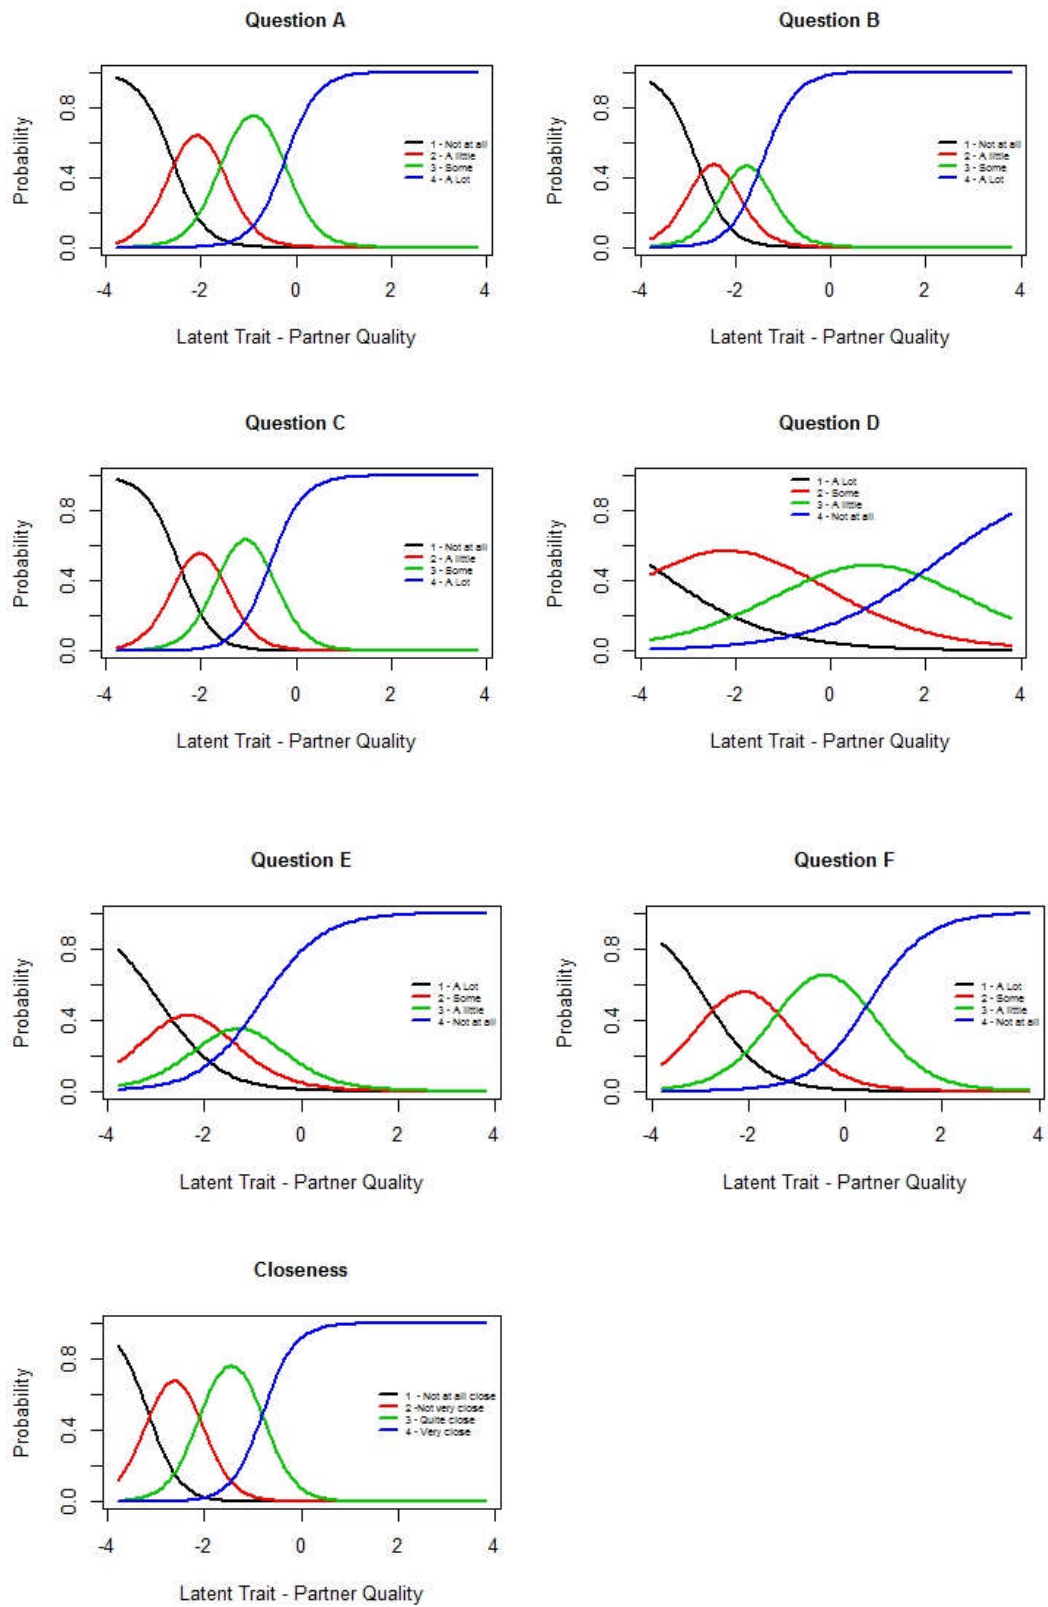 Question A
Probability
0.0 0.4 0.8
1 - Not at all
2 - A little
3 - Some
4 - A Lot
-4 -2 0 2 4
Latent Trait - Partner Quality
Question B
Probability
0.0 0.4 0.8
1 - Not at all
2 - A little
3 - Some
4 - A Lot
-4 -2 0 2 4
Latent Trait - Partner Quality
Question C
Probability
0.0 0.4 0.8
1 - Not at all
2 - A little
3 - Some
4 - A Lot
-4 -2 0 2 4
Latent Trait - Partner Quality
Question D
Probability
0.0 0.4 0.8
1 - A Lot
2 - Some
3 - A little
4 - Not at all
-4 -2 0 2 4
Latent Trait - Partner Quality
Question E
Probability
0.0 0.4 0.8
1 - A Lot
2 - Some
3 - A little
4 - Not at all
-4 -2 0 2 4
Latent Trait - Partner Quality
Question F
Probability
0.0 0.4 0.8
1 - A Lot
2 - Some
3 - A little
4 - Not at all
-4 -2 0 2 4
Latent Trait - Partner Quality
Closeness
Probability
0.0 0.4 0.8
1 - Not at all close
2 -Not very close
3 - Quite close
4 - Very close
-4 -2 0 2 4
Latent Trait - Partner Quality